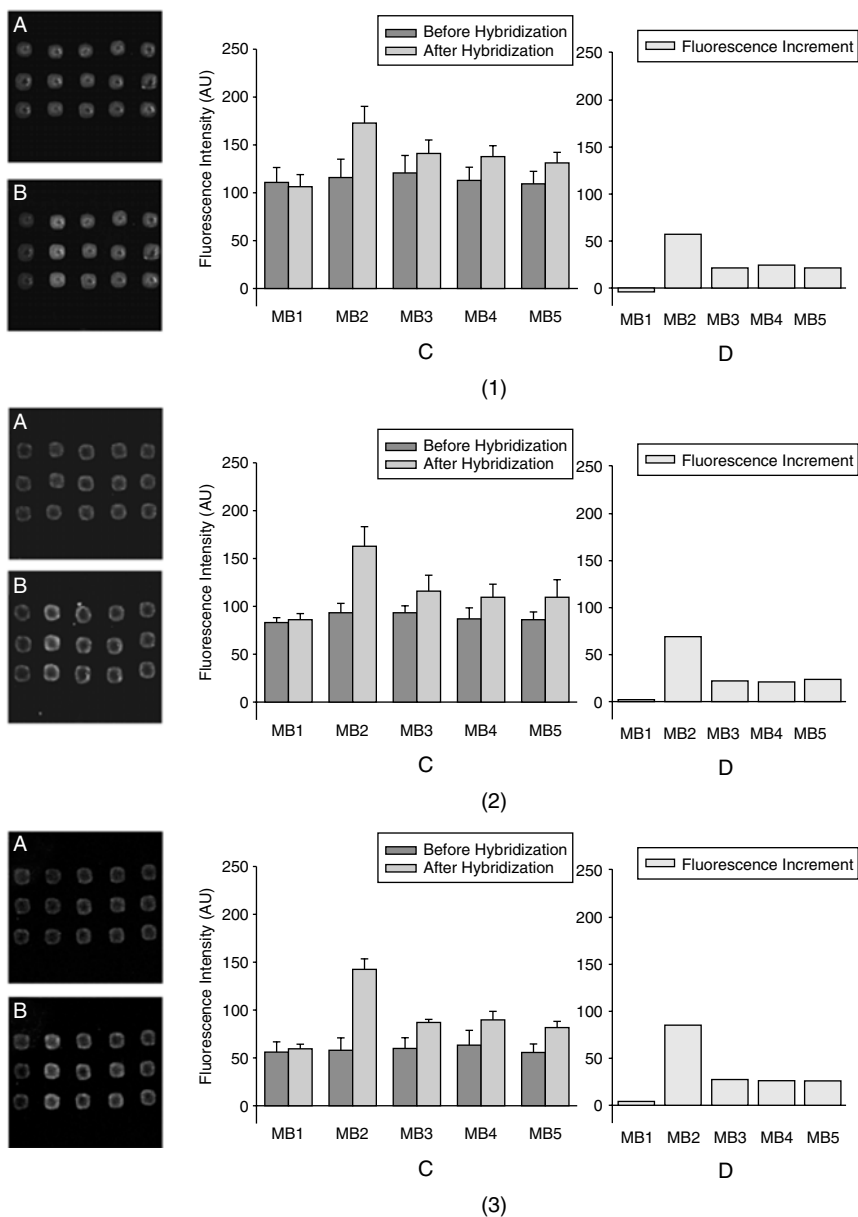 A
B
Before Hybridization
After Hybridization
Fluorescence Intensity (AU)
250
200
150
100
50
0
MB1 MB2 MB3 MB4 MB5
C
Fluorescence Increment
250
200
150
100
50
0
MB1 MB2 MB3 MB4 MB5
D
(1)
A
B
Before Hybridization
After Hybridization
Fluorescence Intensity (AU)
250
200
150
100
50
0
MB1 MB2 MB3 MB4 MB5
C
Fluorescence Increment
250
200
150
100
50
0
MB1 MB2 MB3 MB4 MB5
D
(2)
A
B
Before Hybridization
After Hybridization
Fluorescence Intensity (AU)
250
200
150
100
50
0
MB1 MB2 MB3 MB4 MB5
C
Fluorescence Increment
250
200
150
100
50
0
MB1 MB2 MB3 MB4 MB5
D
(3)